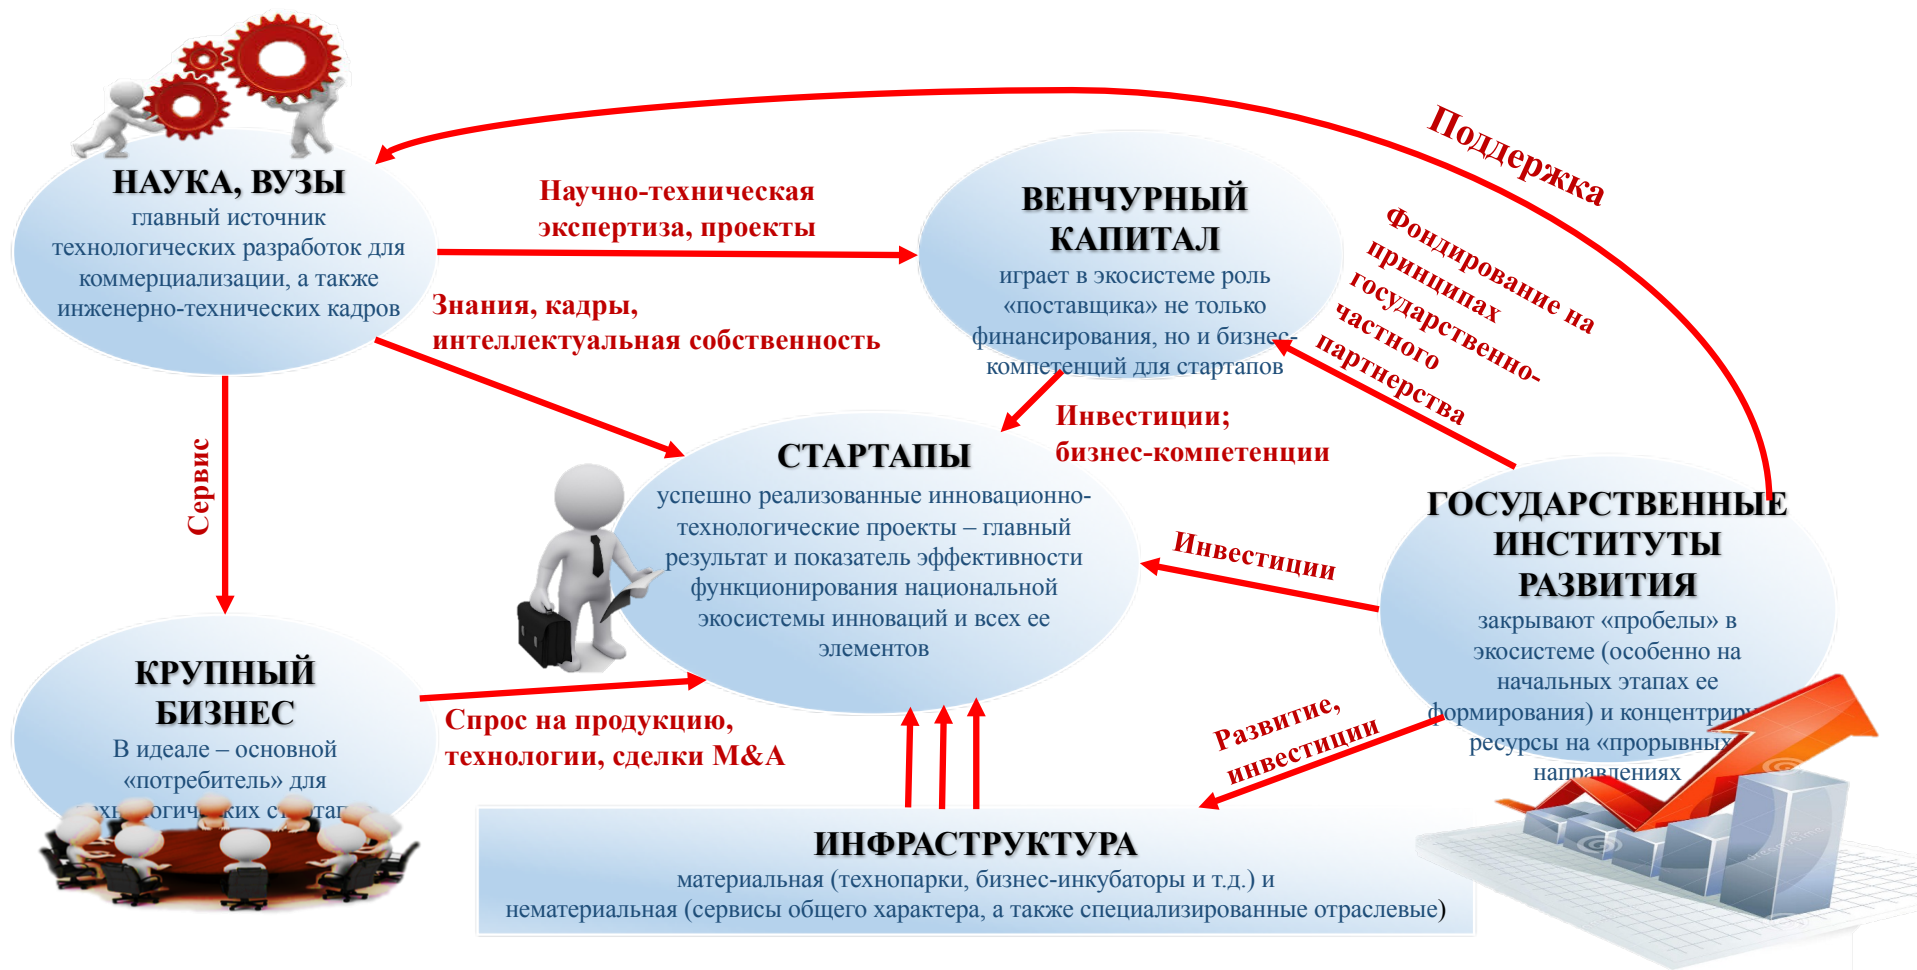 НАУКА, ВУЗЫ
главный источник
технологических разработок для
коммерциализации, а также
инженерно-технических кадров
Научно-техническая
экспертиза, проекты
Знания, кадры,
интеллектуальная собственность
ВЕНЧУРНЫЙ
КАПИТАЛ
играет в экосистеме роль
«поставщика» не только
финансирования, но и бизнес-
компетенций для стартапов
Поддержка
Фондирование на
принципах
государственно-
частного
партнерства
Инвестиции;
бизнес-компетенции
Сервис
СТАРТАПЫ
успешно реализованные инновационно-
технологические проекты – главный
результат и показатель эффективности
функционирования национальной
экосистемы инноваций и всех ее
элементов
Инвестиции
ГОСУДАРСТВЕННЫЕ
ИНСТИТУТЫ
РАЗВИТИЯ
закрывают «пробелы» в
экосистеме (особенно на
начальных этапах ее
формирования) и концентриру
ресурсы на «прорывных
направлениях
КРУПНЫЙ
БИЗНЕС
В идеале – основной
«потребитель» для
Спрос на продукцию,
технологии, сделки M&A
Развитие,
инвестиции
ИНФРАСТРУКТУРА
материальная (технопарки, бизнес-инкубаторы и т.д.) и
нематериальная (сервисы общего характера, а также специализированные отраслевые)